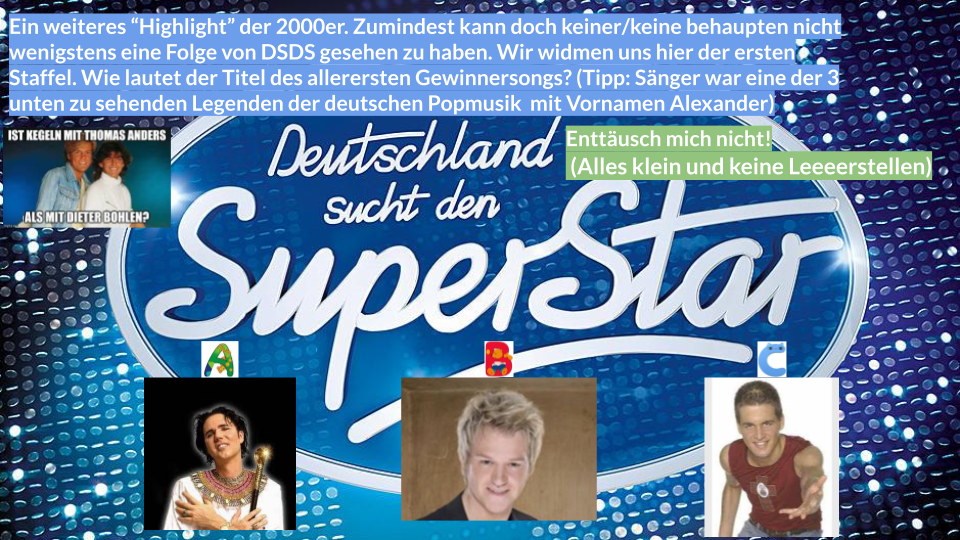 Ein weiteres “Highlight” der 2000er. Zumindest kann doch keiner/keine behaupten nicht
wenigstens eine Folge von DSDS gesehen zu haben. Wir widmen uns hier der ersten
Staffel. Wie lautet der Titel des allerersten Gewinnersongs? (Tipp: Sänger war eine der 3
unten zu sehenden Legenden der deutschen Popmusik mit Vornamen Alexander)
IST KEGELN MIT THOMAS ANDERS
ALS MIT DIETER BOHLEN?
Enttäusch mich nicht!
(Alles klein und keine Leeeerstellen)
Deutschland
sucht den
SuperStar
A
B
C